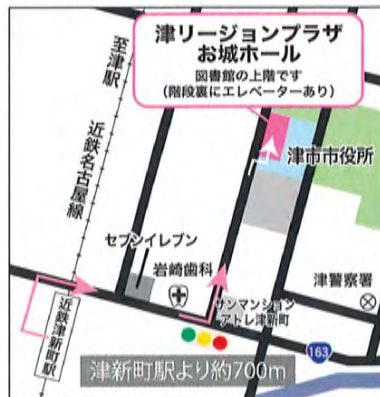 津リージョンプラザ
お城ホール
図書館の上階です
(階段裏にエレベーターあり)
至津駅
近鉄名古屋線
津市市役所
セブンイレブン
岩崎歯科
津警察署
サンマンション
アトレ津新町
近鉄津新町駅
163
津新町駅より約700m